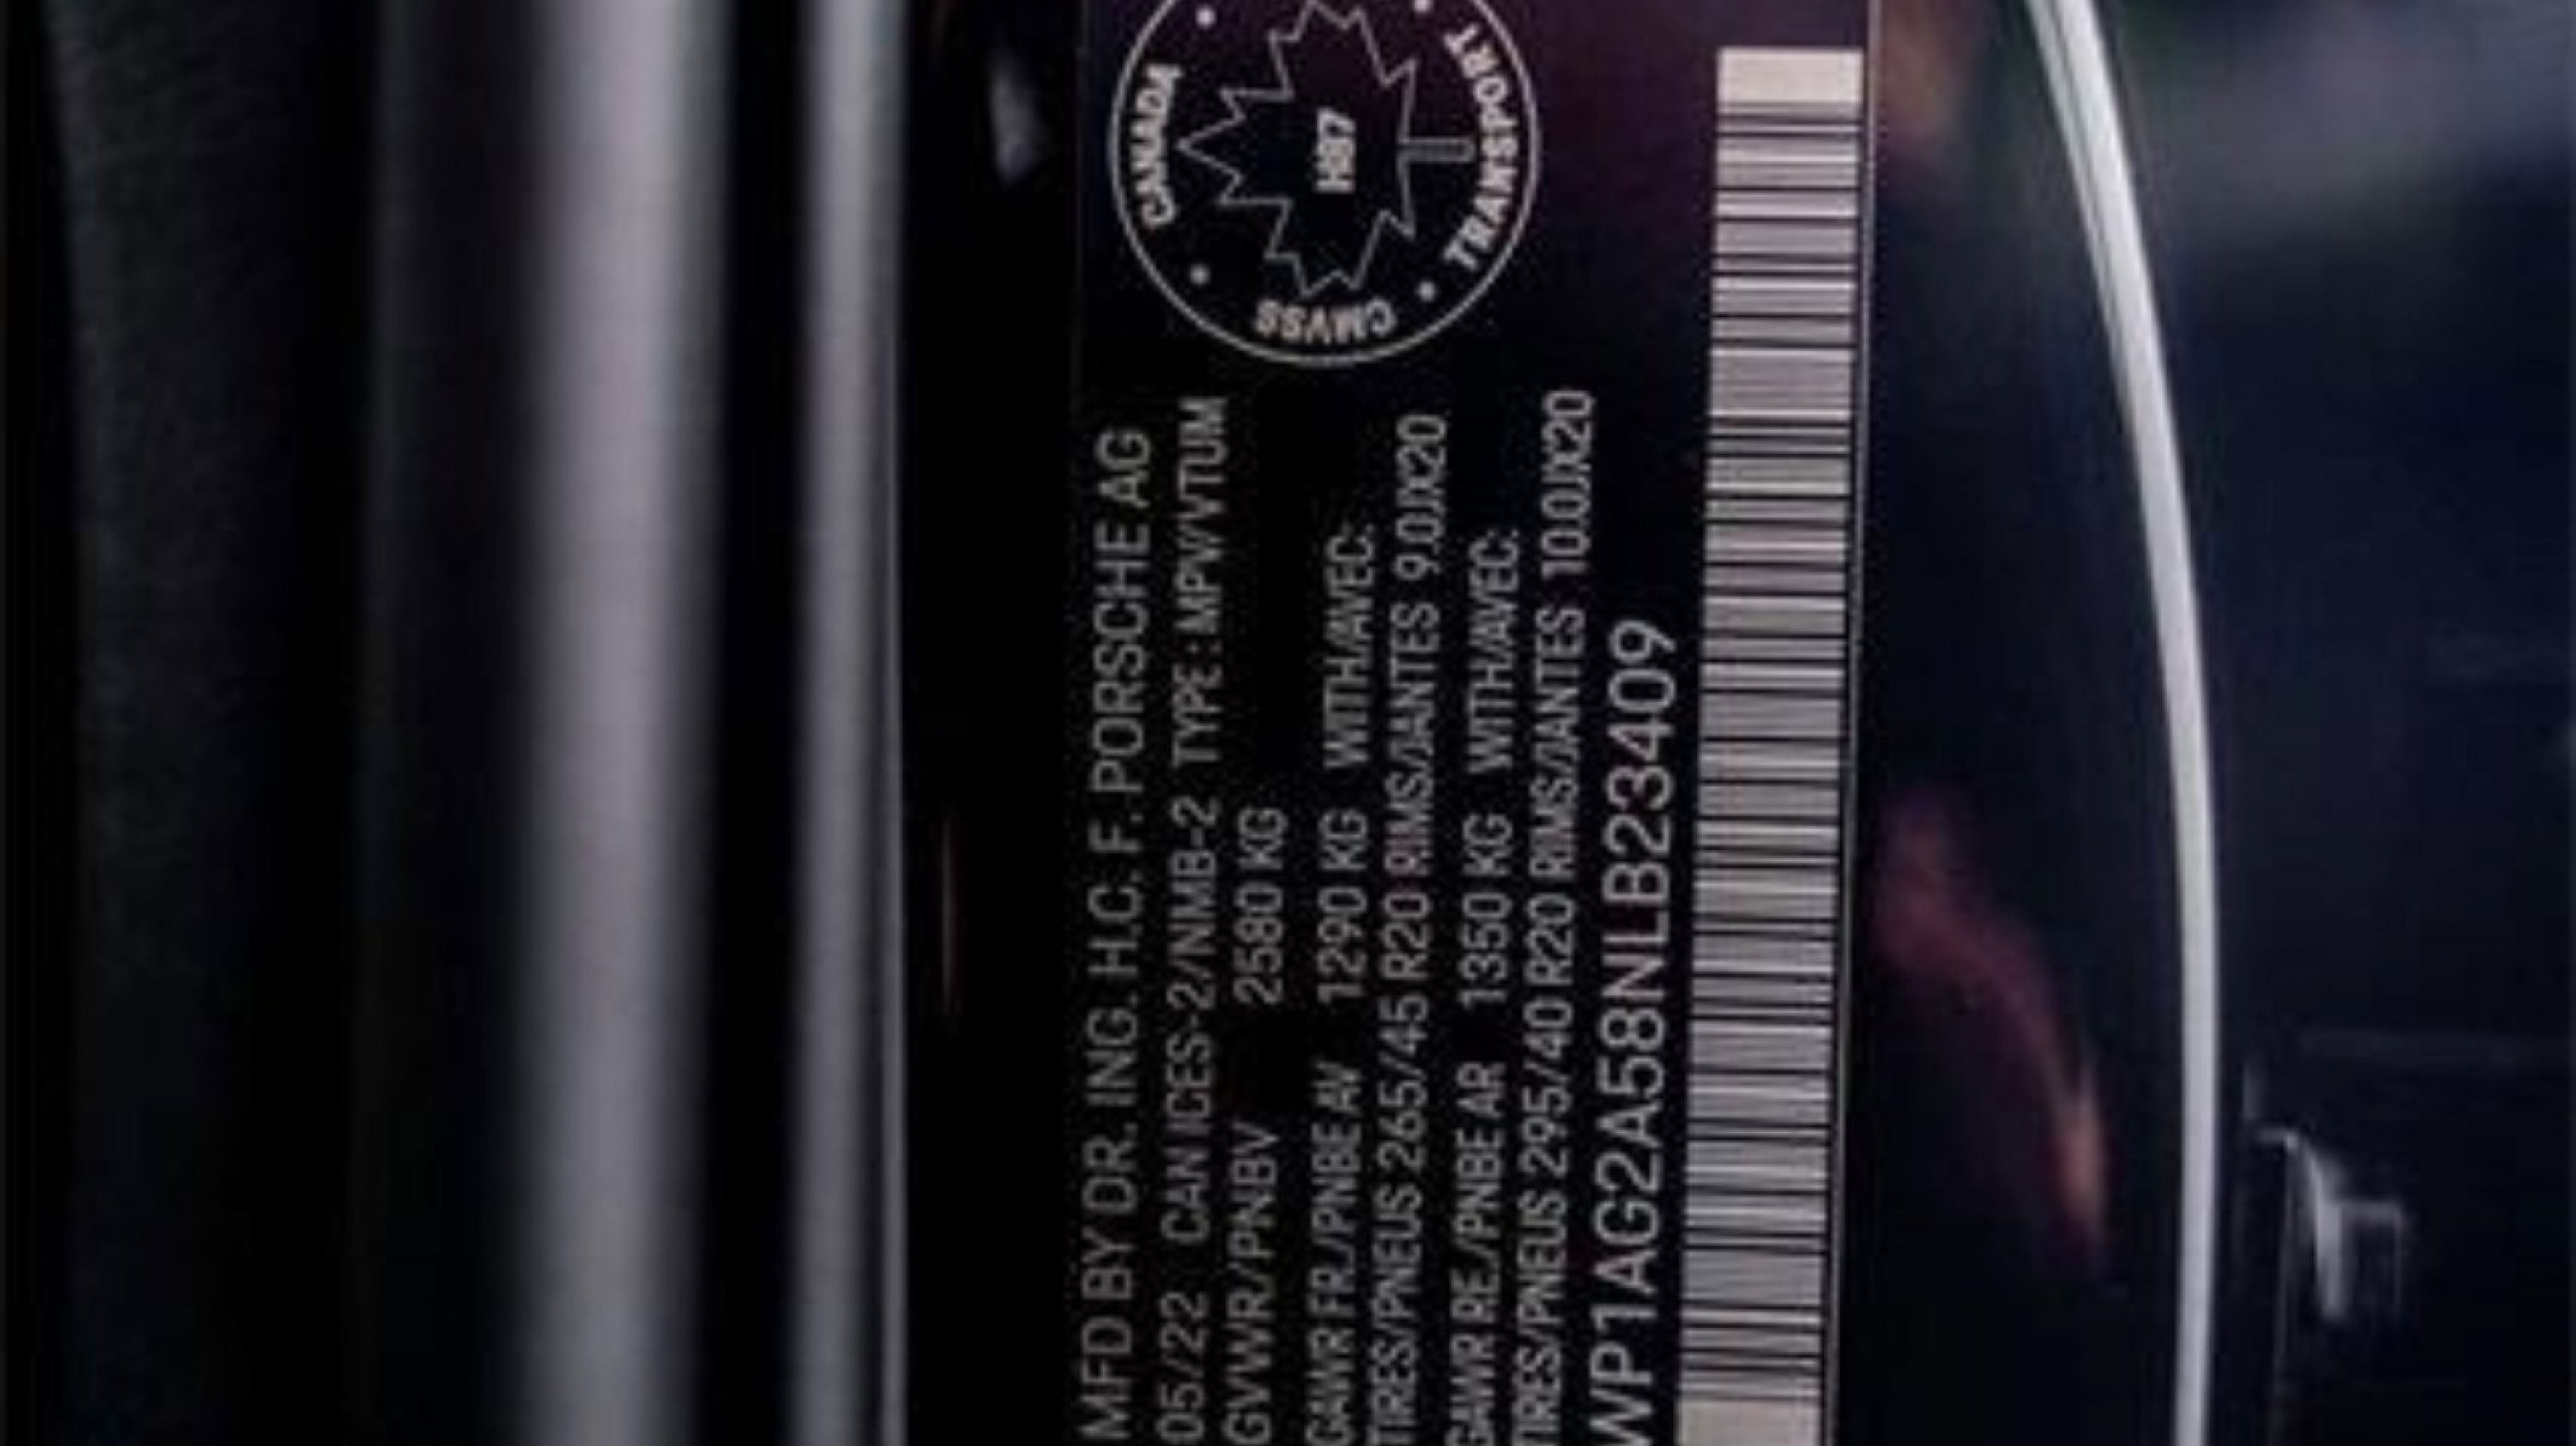 MFD BY DR. ING. H.C. F. PORSCHE AG
05/22 CAN ICES-2/NMB-2 TYPE : MPV/VTUM
GVWR/PNBV 2580 KG
GAWR FR./PNBE AV 1290 KG WITH/AVEC:
TIRES/PNEUS 265/45 R20 RIMS/JANTES 9.0JX20
GAWR RE./PNBE AR 1350 KG WITH/AVEC:
TIRES/PNEUS 295/40 R20 RIMS/JANTES 10.0JX20
WP1AG2A58NLB23409
CANADA
TRANSPORT
CMVSS